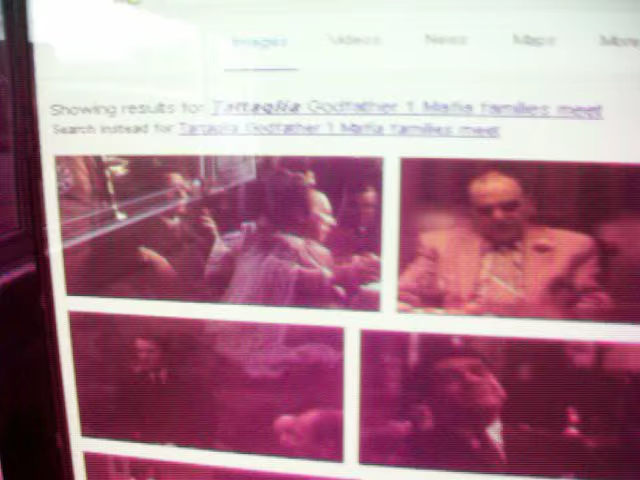 Images Videos News Maps More
Showing results for Tattaglia Godfather 1 Mafia families meet
Search instead for Tartaglia Godfather 1 Mafia families meet